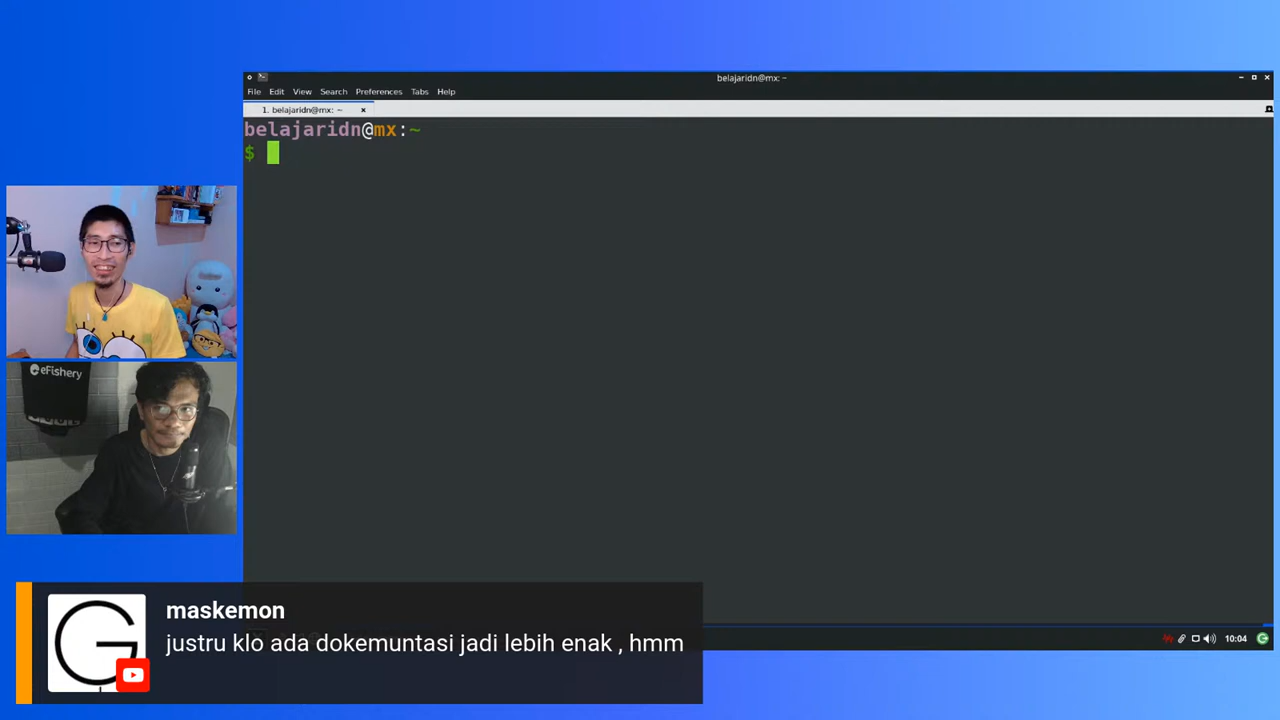 belajaridn@mx: ~
File Edit View Search Preferences Tabs Help
1. belajaridn@mx: ~
belajaridn@mx:~
$
eFishery
maskemon
justru klo ada dokemuntasi jadi lebih enak , hmm
10:04